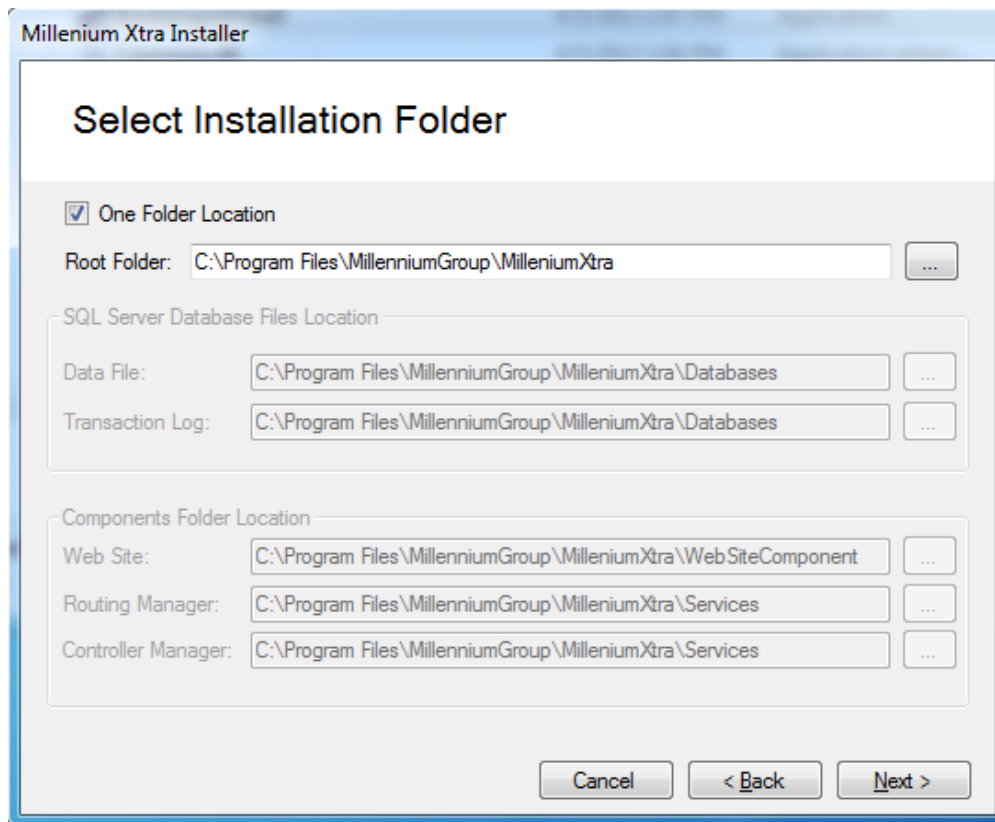 Millenium Xtra Installer
Select Installation Folder
One Folder Location
Root Folder: C:\Program Files\MillenniumGroup\MilleniumXtra ...
SQL Server Database Files Location
Data File: C:\Program Files\MillenniumGroup\MilleniumXtra\Databases ...
Transaction Log: C:\Program Files\MillenniumGroup\MilleniumXtra\Databases ...
Components Folder Location
Web Site: C:\Program Files\MillenniumGroup\MilleniumXtra\WebSiteComponent ...
Routing Manager: C:\Program Files\MillenniumGroup\MilleniumXtra\Services ...
Controller Manager: C:\Program Files\MillenniumGroup\MilleniumXtra\Services ...
Cancel < Back Next >